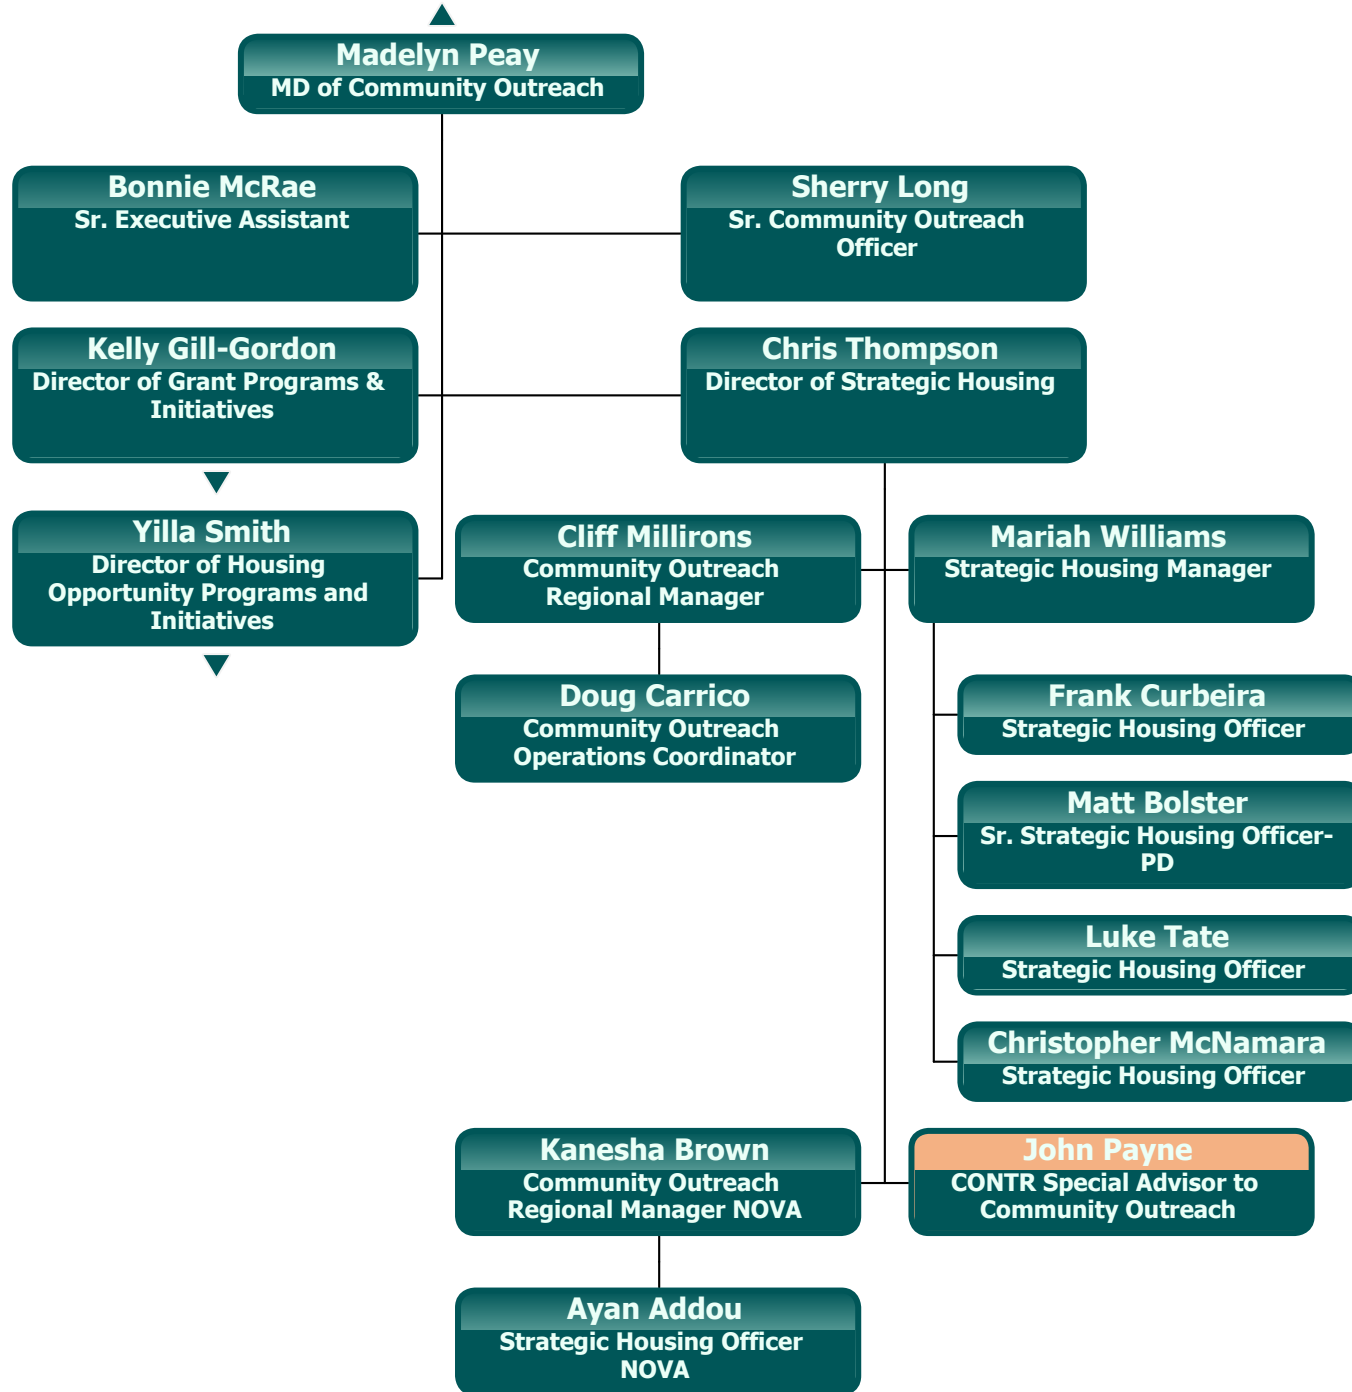 Madelyn Peay
MD of Community Outreach
Bonnie McRae
Sr. Executive Assistant
Sherry Long
Sr. Community Outreach
Officer
Kelly Gill-Gordon
Director of Grant Programs &
Initiatives
Chris Thompson
Director of Strategic Housing
Yilla Smith
Director of Housing
Opportunity Programs and
Initiatives
Cliff Millirons
Community Outreach
Regional Manager
Mariah Williams
Strategic Housing Manager
Doug Carrico
Community Outreach
Operations Coordinator
Frank Curbeira
Strategic Housing Officer
Matt Bolster
Sr. Strategic Housing Officer-
PD
Luke Tate
Strategic Housing Officer
Christopher McNamara
Strategic Housing Officer
Kanesha Brown
Community Outreach
Regional Manager NOVA
John Payne
CONTR Special Advisor to
Community Outreach
Ayan Addou
Strategic Housing Officer
NOVA